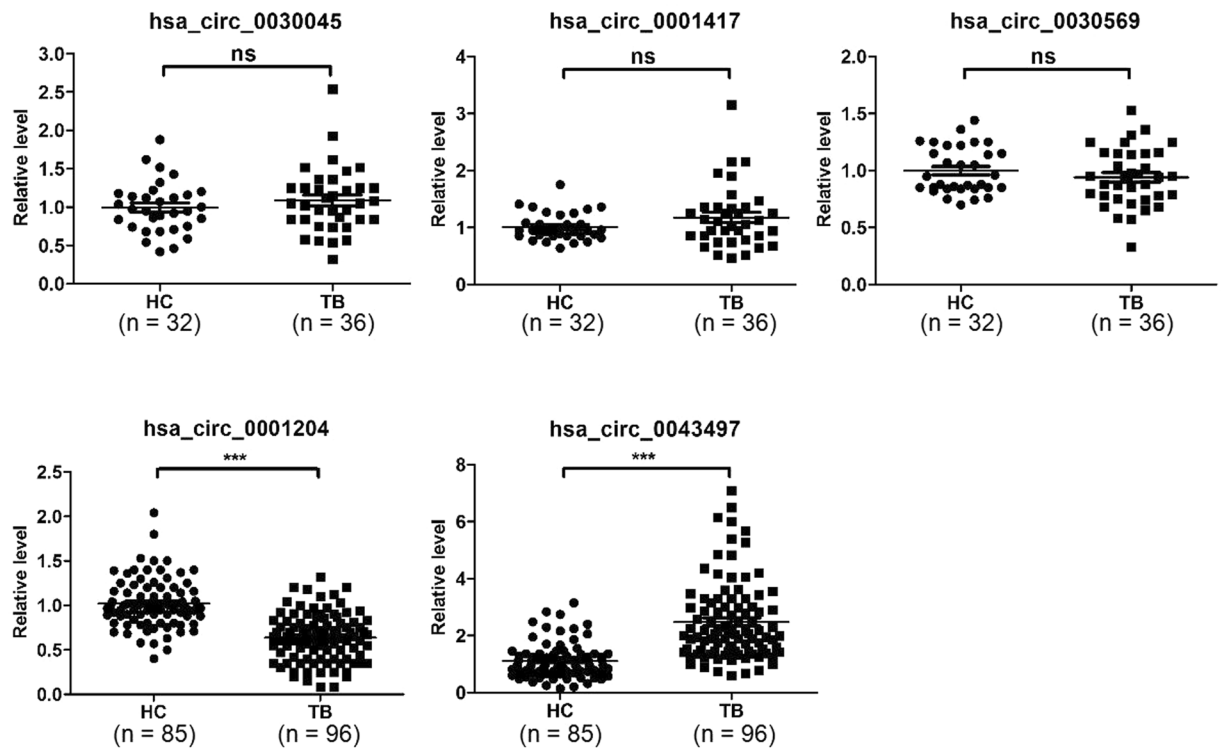 hsa_circ_0030045
ns
Relative level
3.0
2.5
2.0
1.5
1.0
0.5
0.0
HC
TB
(n = 32)
(n = 36)
hsa_circ_0001417
ns
Relative level
4
3
2
1
0
HC
TB
(n = 32)
(n = 36)
hsa_circ_0030569
ns
Relative level
2.0
1.5
1.0
0.5
0.0
HC
TB
(n = 32)
(n = 36)
hsa_circ_0001204
***
Relative level
2.5
2.0
1.5
1.0
0.5
0.0
HC
TB
(n = 85)
(n = 96)
hsa_circ_0043497
***
Relative level
8
6
4
2
0
HC
TB
(n = 85)
(n = 96)